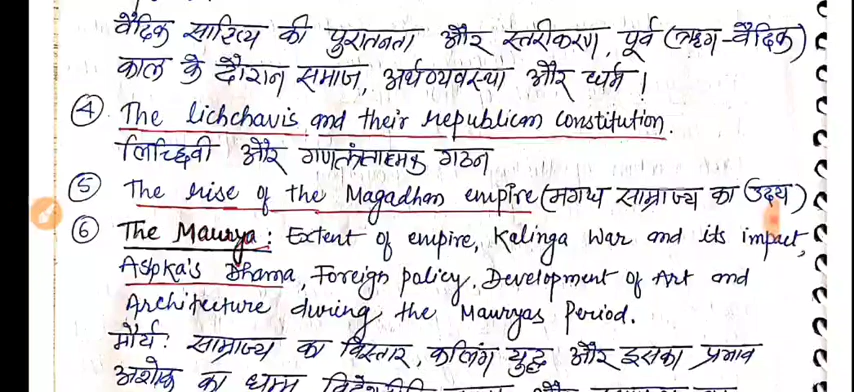 वैदिक साहित्य की पुरातनता और स्तरीकरण, पूर्व (ऋग-वैदिक)
काल के दौरान समाज, अर्थव्यवस्था और धर्म।
④ The lichchavis and their republican constitution.
लिच्छिवी और गणतंत्रात्मक गठन
⑤ The rise of the Magadhan empire (मगध साम्राज्य का उदय)
⑥ The Maurya: Extent of empire, Kalinga War and its impact,
Aspka's Dhama, Foreign policy, Development of Art and
Architecture during the Mauryas Period.
मौर्य: साम्राज्य का विस्तार, कलिंग युद्ध और इसका प्रभाव
अशोक का धम्म